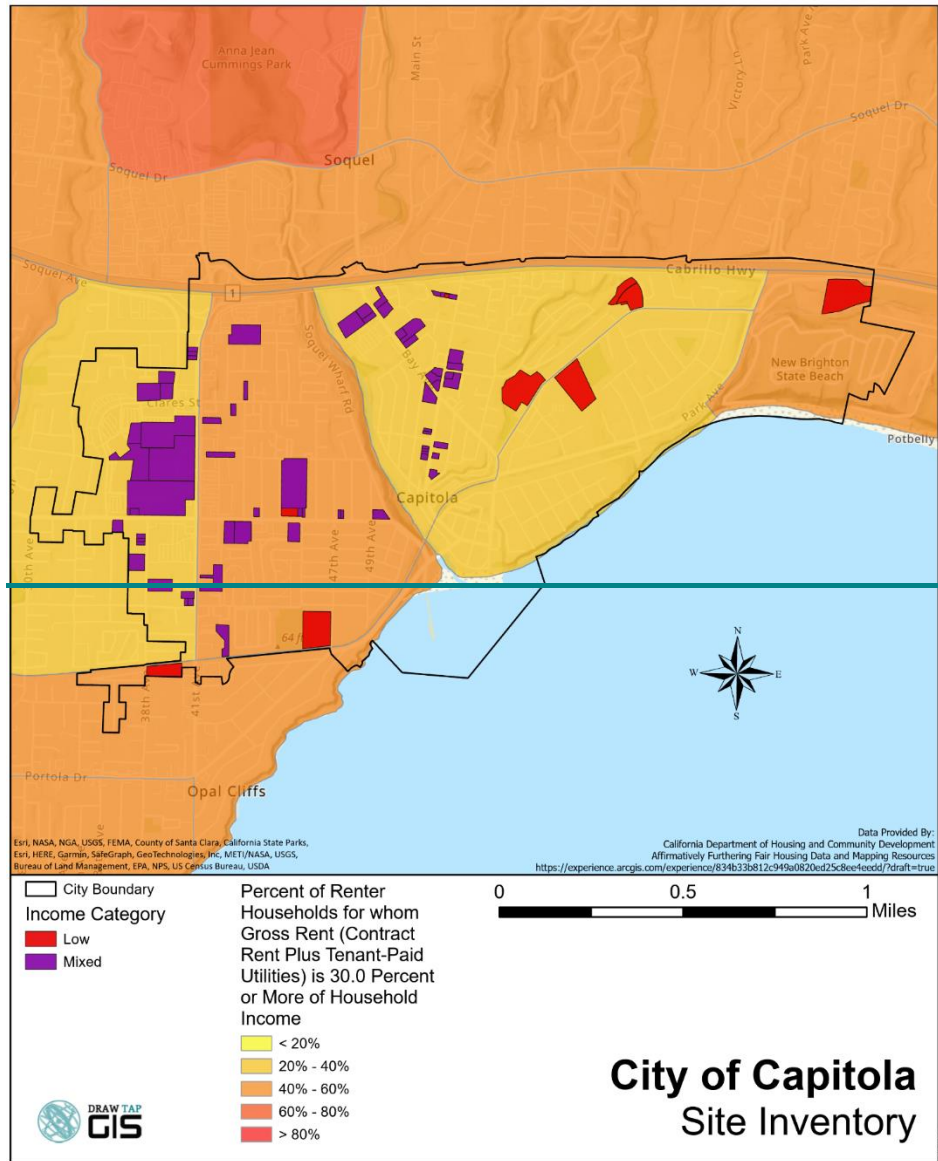 Anna Jean
Cummings Park
Main St
Victory Ln
Park Ave
Soquel Dr
Soquel Dr
Soquel
Soquel Ave
1
Cabrillo Hwy
Soquel Wharf Rd
Bay A
New Brighton
State Beach
Clares St
Park Ave
Potbelly
Capitola
30th Ave
47th Ave
49th Ave
64 ft
38th A
41st A
N
W
E
S
Portola Dr
Opal Cliffs
Esri, NASA, NGA, USGS, FEMA, County of Santa Clara, California State Parks,
Esri, HERE, Garmin, SafeGraph, GeoTechnologies, Inc, METI/NASA, USGS,
Bureau of Land Management, EPA, NPS, US Census Bureau, USDA
Data Provided By:
California Department of Housing and Community Development
Affirmatively Furthering Fair Housing Data and Mapping Resources
https://experience.arcgis.com/experience/834b33b812c949a0820ed25c8ee4eedd/?draft=true
City Boundary
Income Category
Low
Mixed
Percent of Renter
Households for whom
Gross Rent (Contract
Rent Plus Tenant-Paid
Utilities) is 30.0 Percent
or More of Household
Income
< 20%
20% - 40%
40% - 60%
60% - 80%
> 80%
0 0.5 1
Miles
City of Capitola
Site Inventory
DRAW TAP
GIS